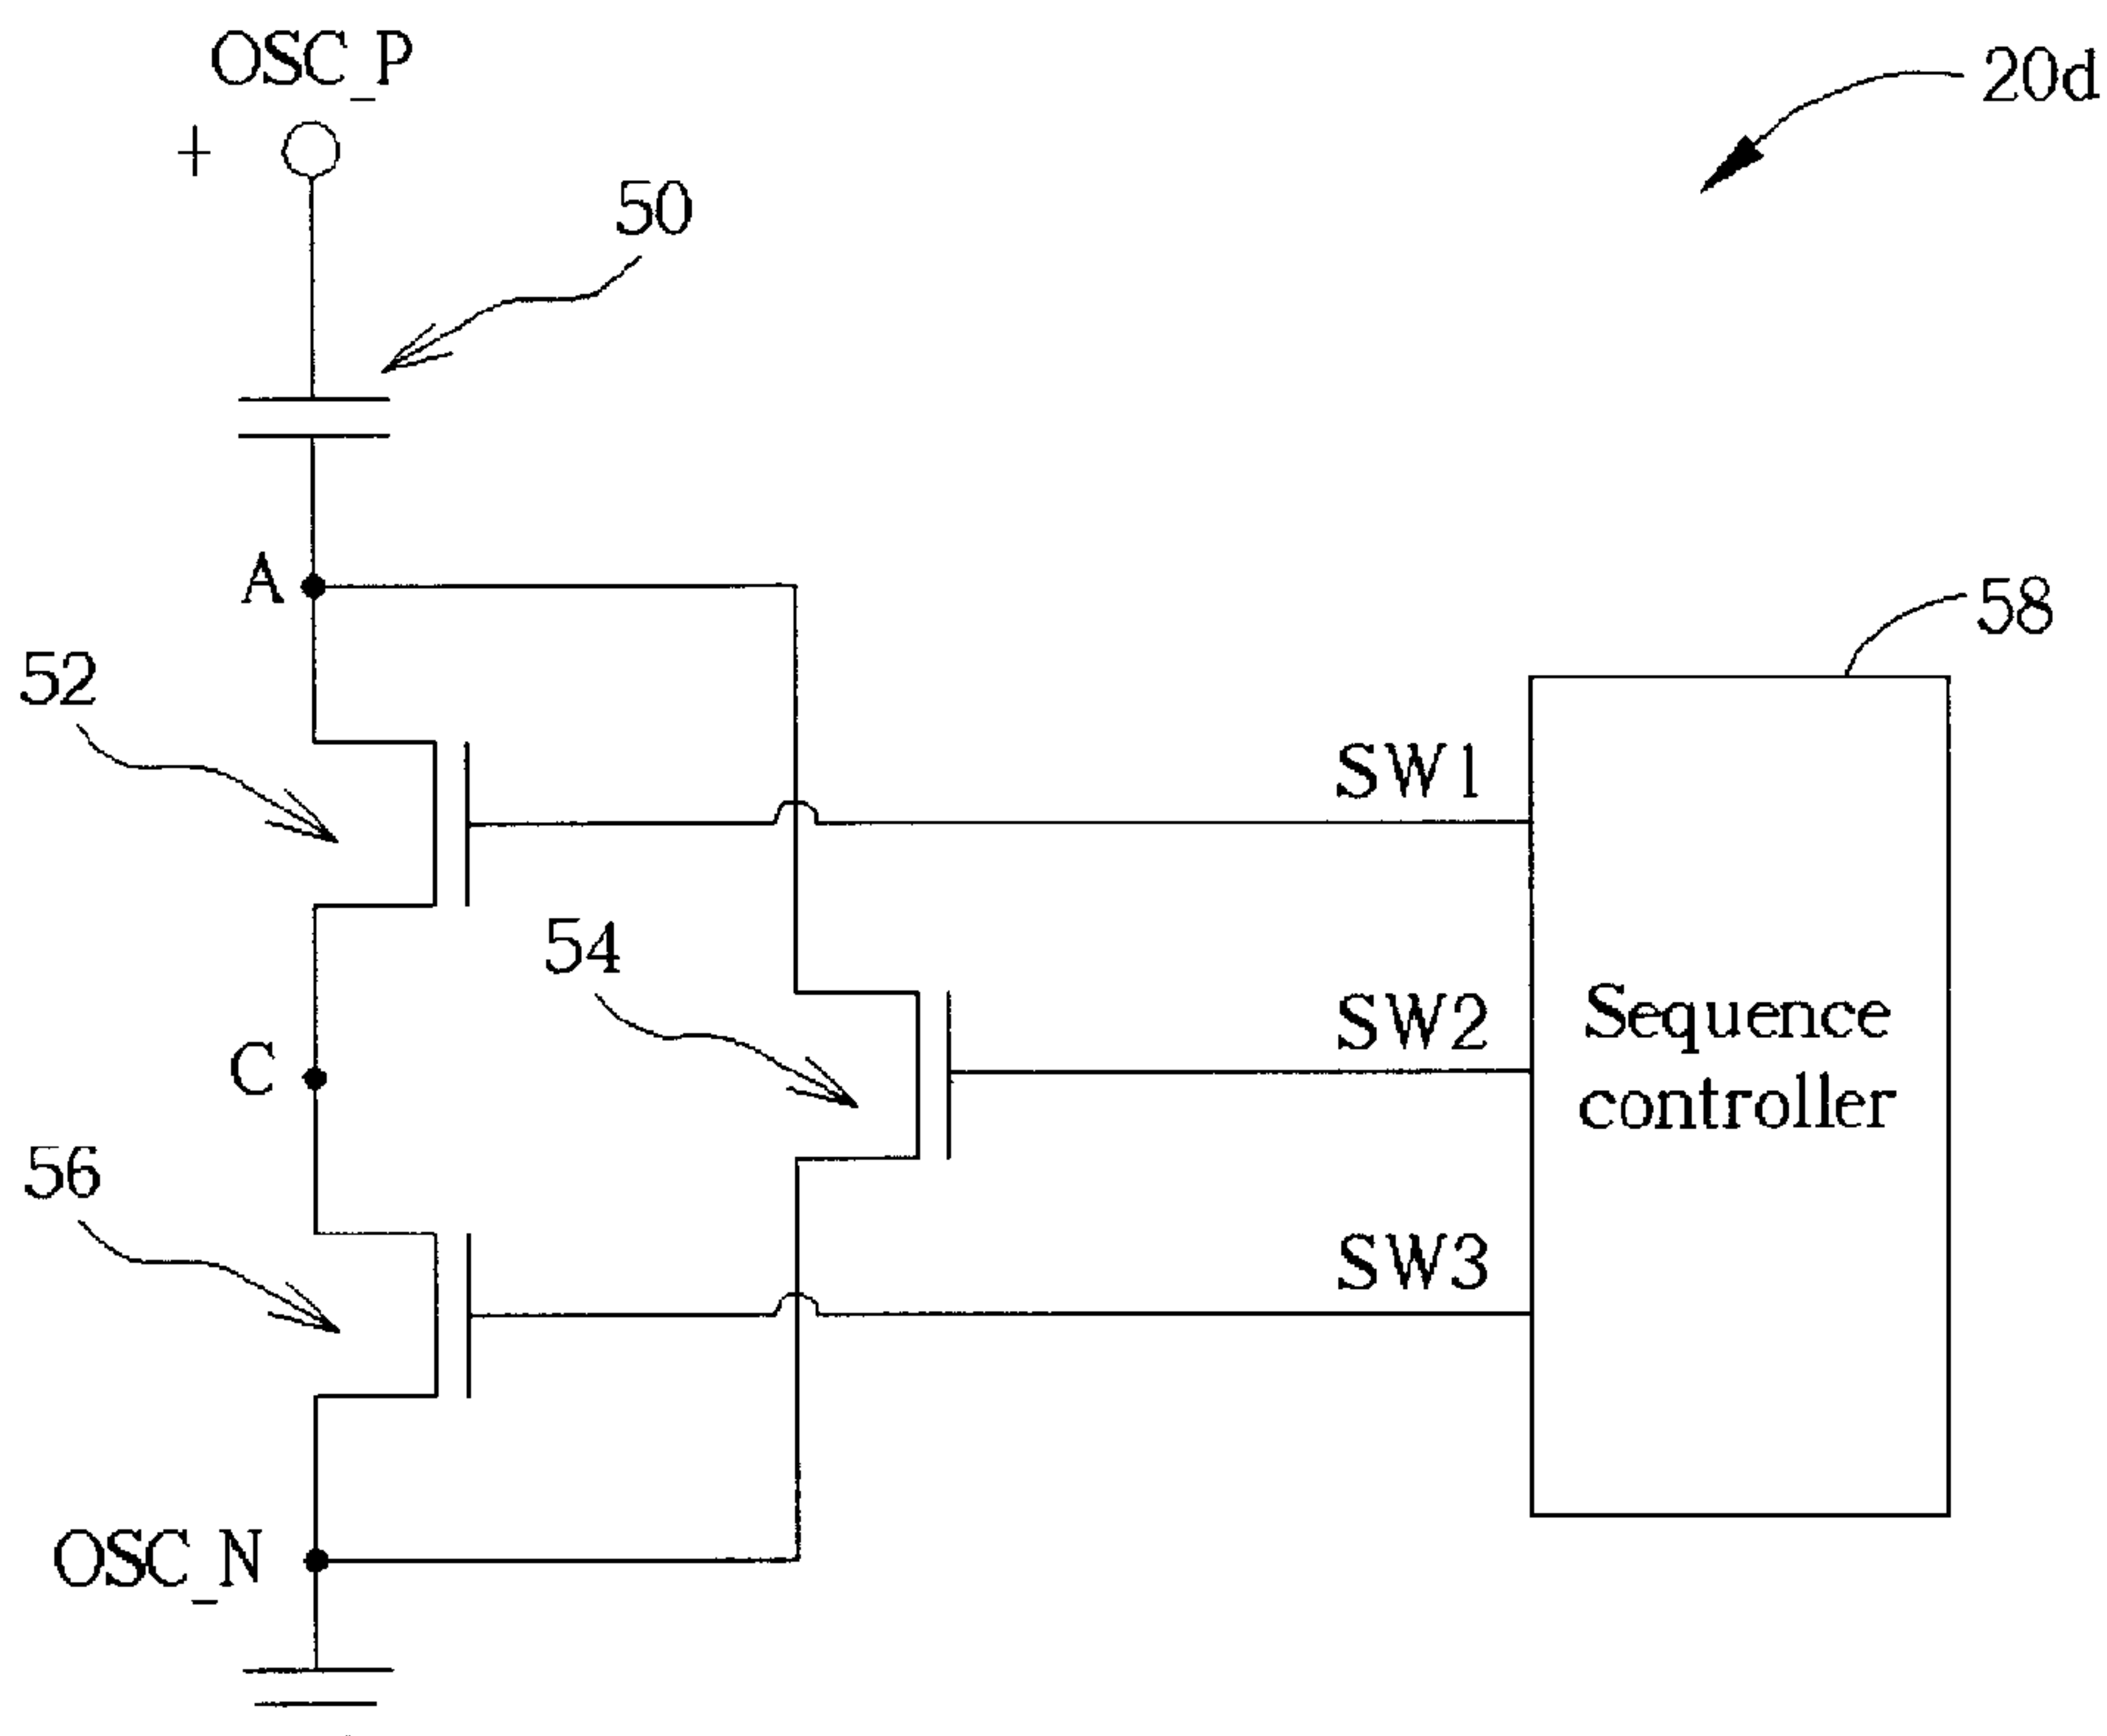 OSC_P
20d
+
50
A
58
52
SW1
54
SW2
Sequence
controller
C
56
SW3
OSC_N